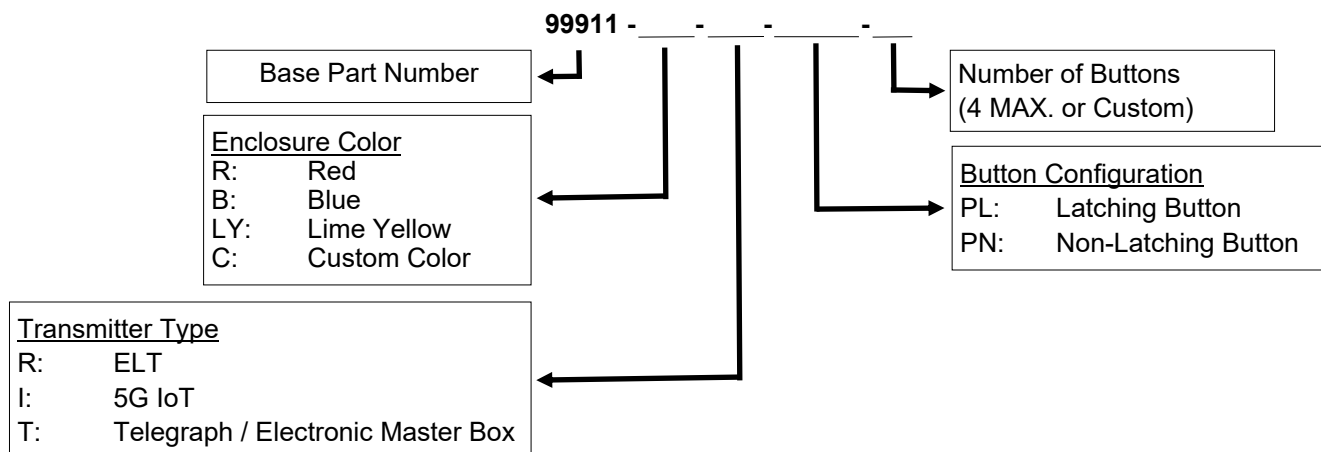 99911 - ____ - ____ - ______ - ___
Base Part Number
Number of Buttons
(4 MAX. or Custom)
Enclosure Color
R: Red
B: Blue
LY: Lime Yellow
C: Custom Color
Button Configuration
PL: Latching Button
PN: Non-Latching Button
Transmitter Type
R: ELT
I: 5G IoT
T: Telegraph / Electronic Master Box